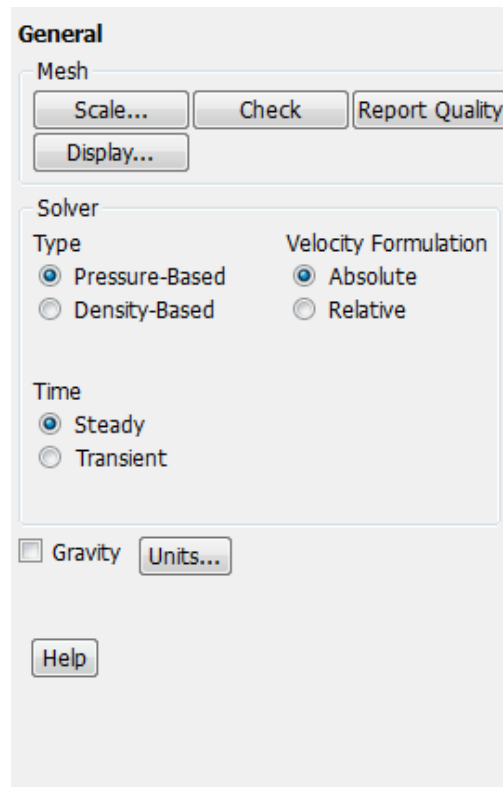 General
Mesh
Scale... Check Report Quality
Display...
Solver
Type Velocity Formulation
Pressure-Based Absolute
Density-Based Relative
Time
Steady
Transient
Gravity Units...
Help